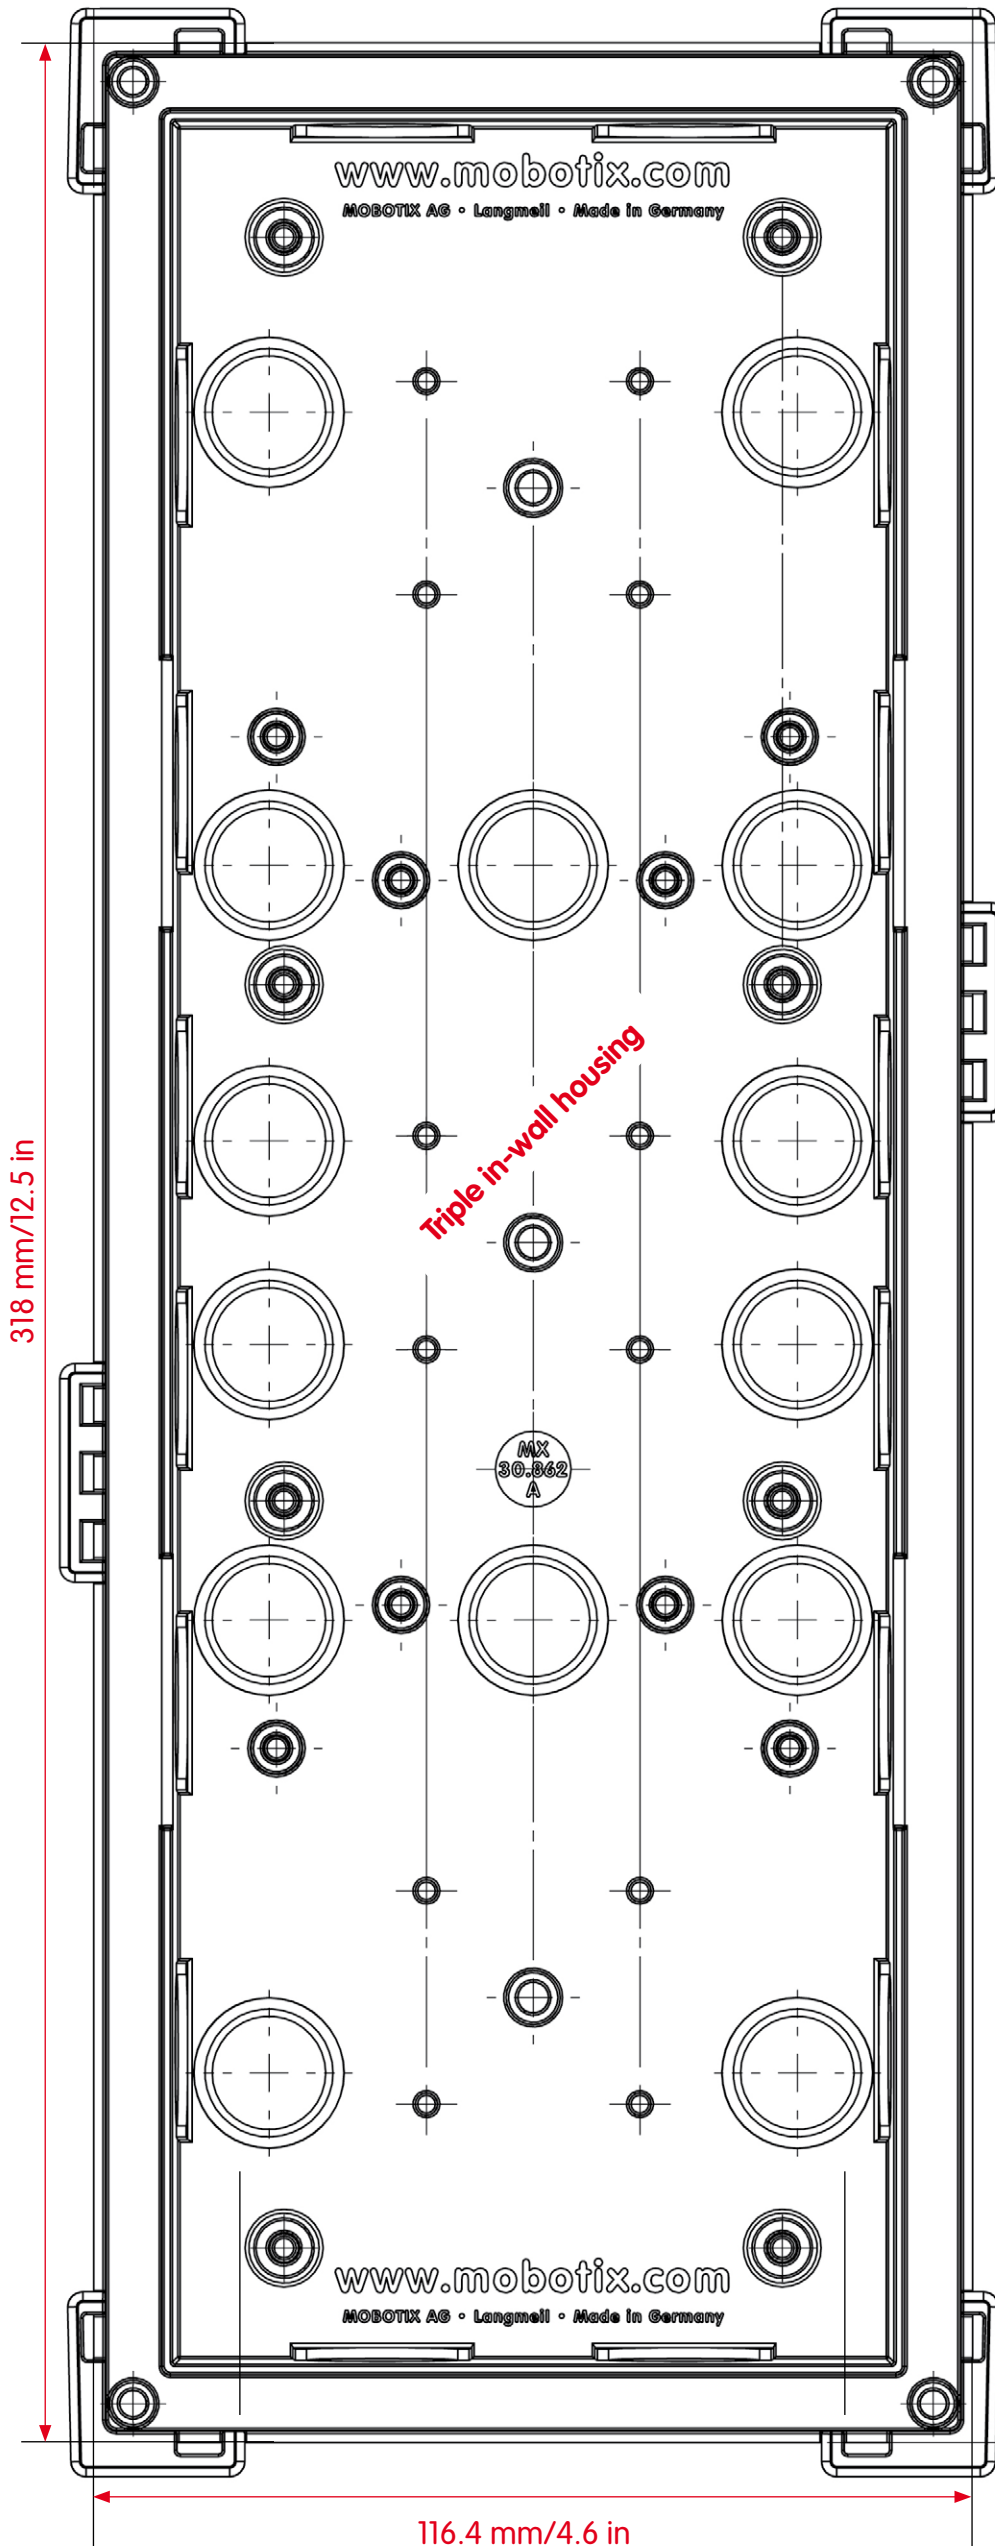 www.mobotix.com
MOBOTIX AG • Langmeil • Made in Germany
Triple in-wall housing
318 mm/12.5 in
MX
30.862
A
www.mobotix.com
MOBOTIX AG • Langmeil • Made in Germany
116.4 mm/4.6 in